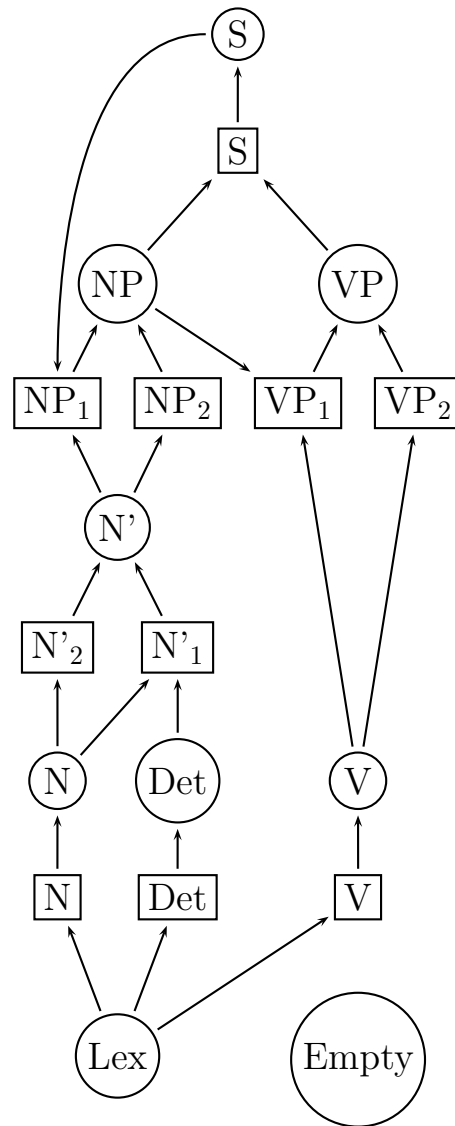 S
S
NP VP
NP₁ NP₂ VP₁ VP₂
N'
N'₂ N'₁
N Det V
N Det V
Lex Empty